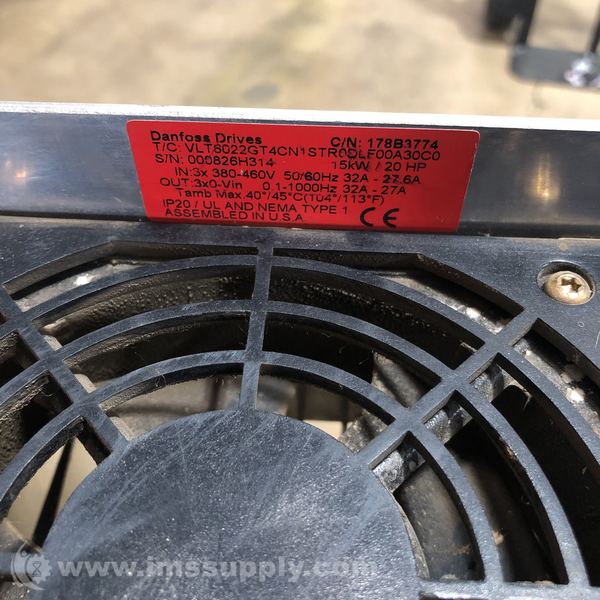 Danfoss Drives C/N: 178B3774
T/C: VLT6022GT4CN1STR0DLF00A30C0
S/N: 000826H314 15kW / 20 HP
IN:3x 380-460V 50/60Hz 32A - 27.6A
OUT:3x0-Vin 0.1-1000Hz 32A - 27A
Tamb Max.40°/45°C(104°/113°F)
IP20 / UL AND NEMA TYPE 1
ASSEMBLED IN U.S.A CE
www.imssupply.com